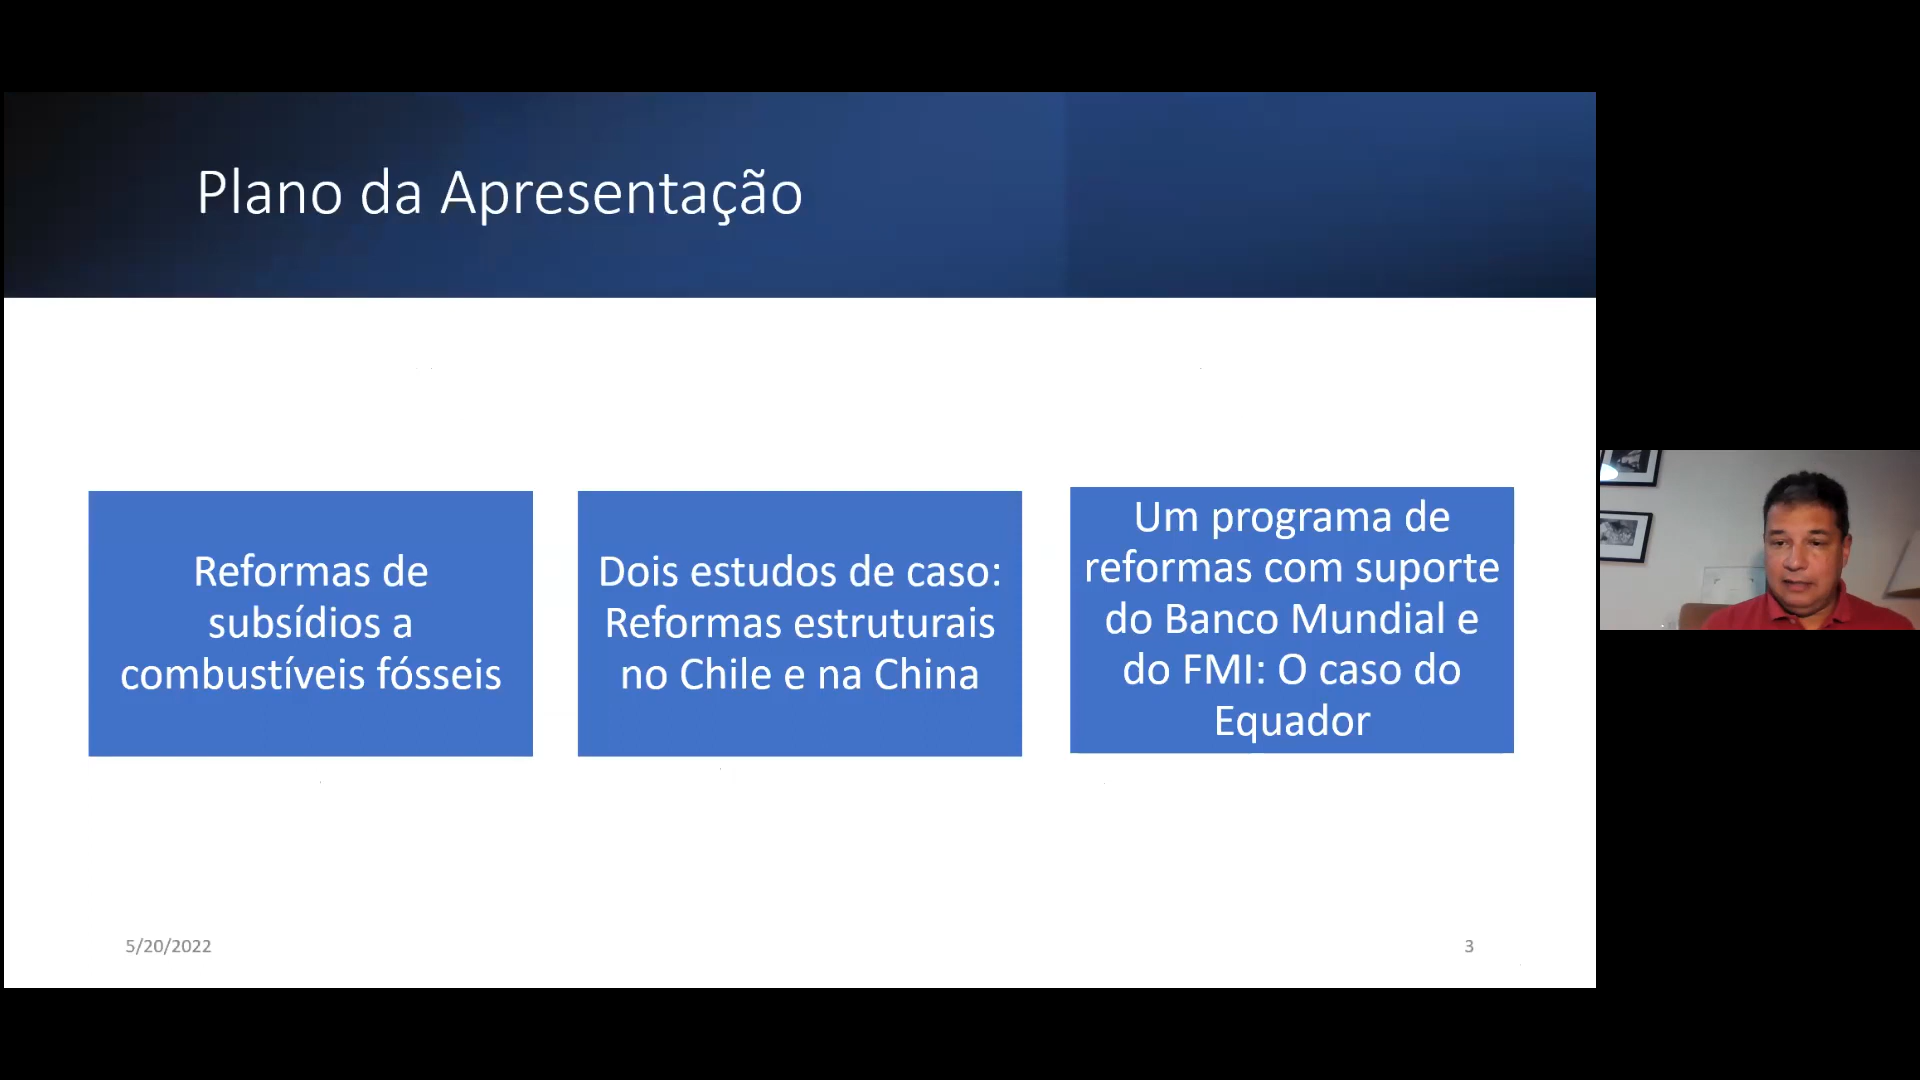 Plano da Apresentação
Reformas de
subsídios a
combustíveis fósseis
Dois estudos de caso:
Reformas estruturais
no Chile e na China
Um programa de
reformas com suporte
do Banco Mundial e
do FMI: O caso do
Equador
5/20/2022
3